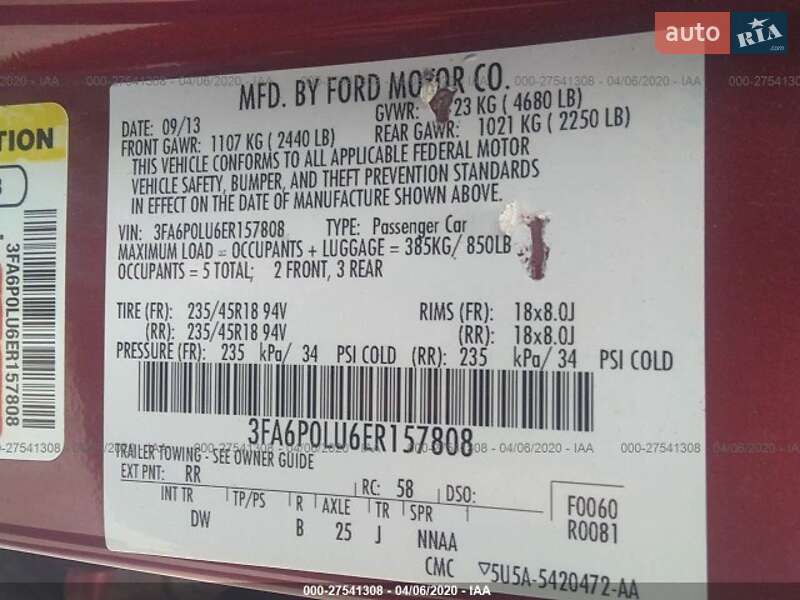 auto RIA
000-27541308 - 04/06/2020 - IAA
MFD. BY FORD MOTOR CO.
DATE: 09/13
GVWR: 23 KG ( 4680 LB)
FRONT GAWR: 1107 KG ( 2440 LB)
REAR GAWR: 1021 KG ( 2250 LB)
THIS VEHICLE CONFORMS TO ALL APPLICABLE FEDERAL MOTOR
VEHICLE SAFETY, BUMPER, AND THEFT PREVENTION STANDARDS
IN EFFECT ON THE DATE OF MANUFACTURE SHOWN ABOVE.
VIN: 3FA6P0LU6ER157808 TYPE: Passenger Car
MAXIMUM LOAD = OCCUPANTS + LUGGAGE = 385KG/ 850LB
OCCUPANTS = 5 TOTAL; 2 FRONT, 3 REAR
TIRE (FR): 235/45R18 94V RIMS (FR): 18x8.0J
(RR): 235/45R18 94V (RR): 18x8.0J
PRESSURE (FR): 235 kPa/ 34 PSI COLD (RR): 235 kPa/ 34 PSI COLD
3FA6P0LU6ER157808
000-27541308 - 04/06/2020 - IAA
TRAILER TOWING - SEE OWNER GUIDE
EXT PNT: RR RC: 58 DSO:
INT TR TP/PS R AXLE TR SPR
DW B 25 J NNAA
F0060
R0081
CMC ▽5U5A-5420472-AA
000-27541308 - 04/06/2020 - IAA
TION
3FA6P0LU6ER157808